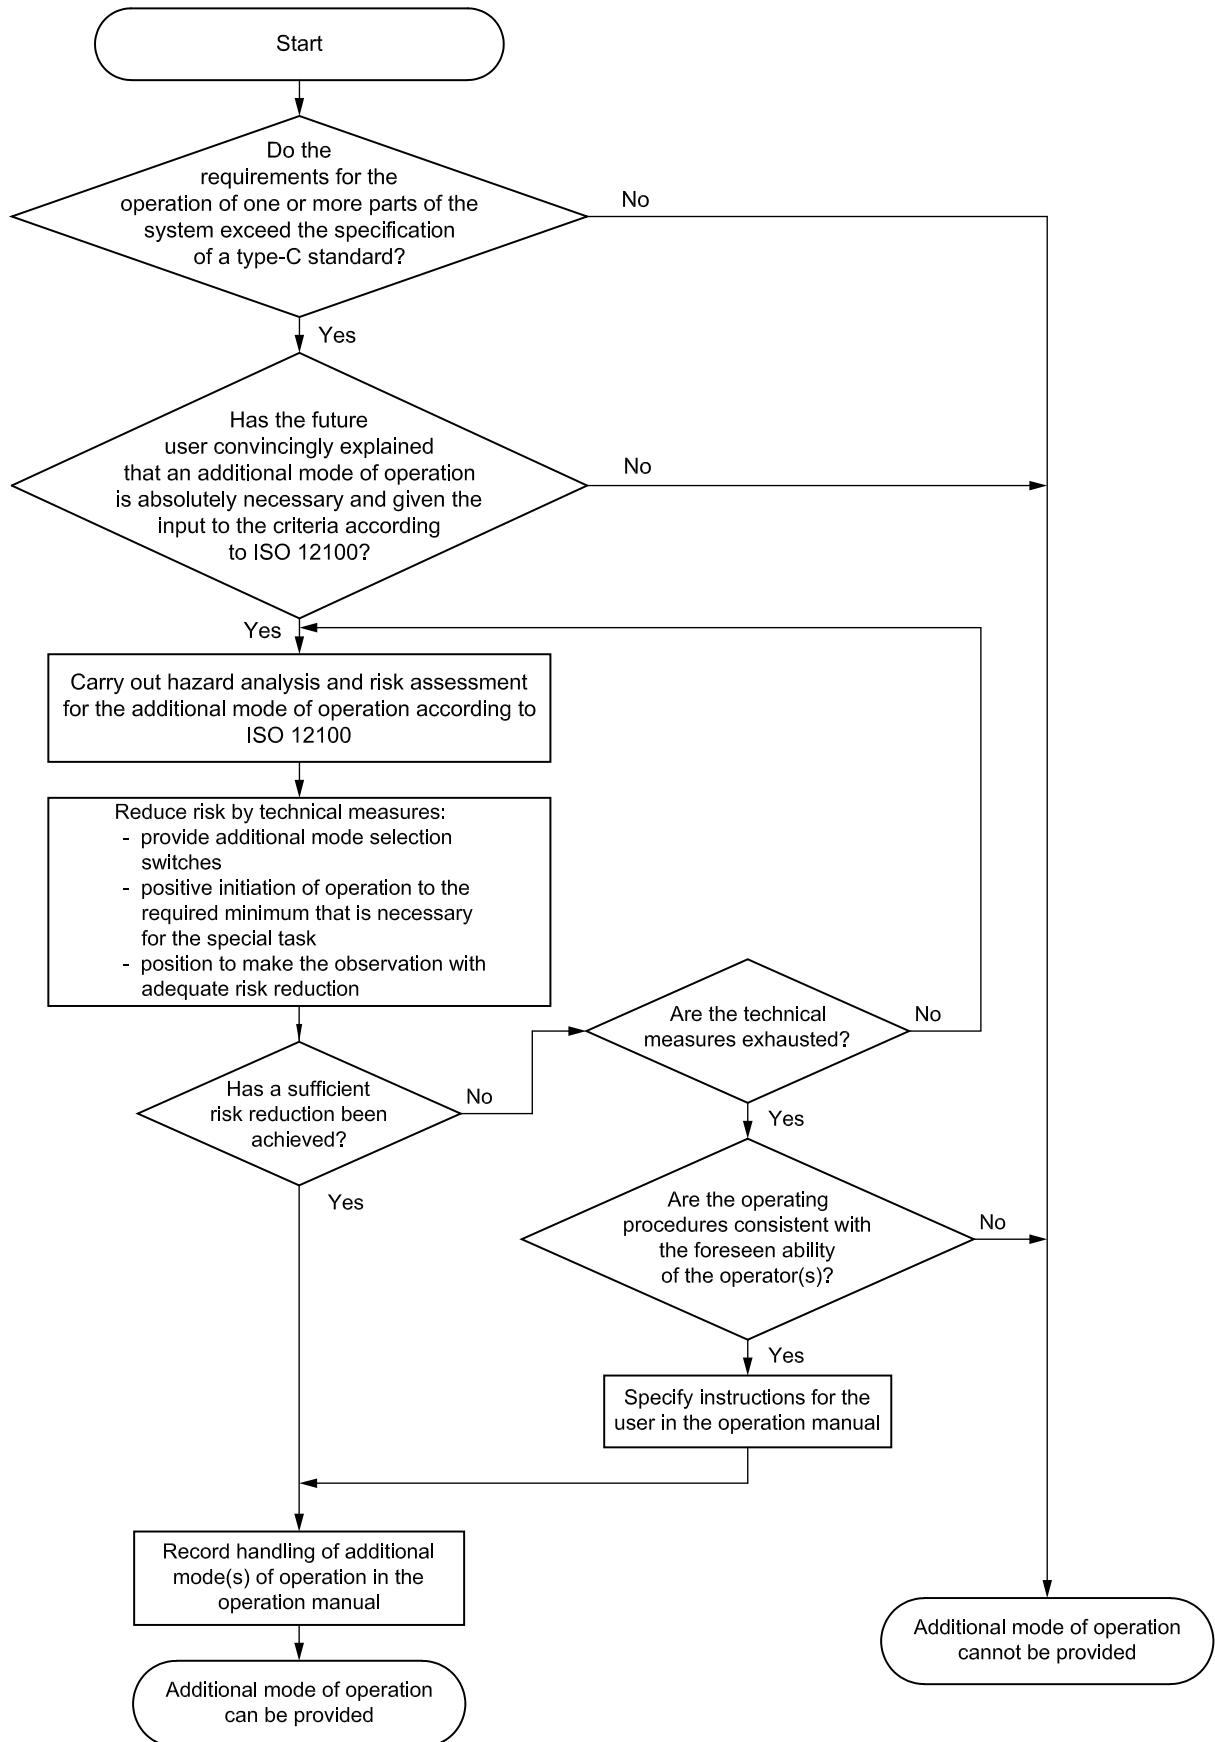 Start
Do the
requirements for the
operation of one or more parts of the
system exceed the specification
of a type-C standard?
No
Yes
Has the future
user convincingly explained
that an additional mode of operation
is absolutely necessary and given the
input to the criteria according
to ISO 12100?
No
Yes
Carry out hazard analysis and risk assessment
for the additional mode of operation according to
ISO 12100
Reduce risk by technical measures:
- provide additional mode selection
switches
- positive initiation of operation to the
required minimum that is necessary
for the special task
- position to make the observation with
adequate risk reduction
Are the technical
measures exhausted?
No
Has a sufficient
risk reduction been
achieved?
No
Yes
Yes
Are the operating
procedures consistent with
the foreseen ability
of the operator(s)?
No
Yes
Specify instructions for the
user in the operation manual
Record handling of additional
mode(s) of operation in the
operation manual
Additional mode of operation
cannot be provided
Additional mode of operation
can be provided